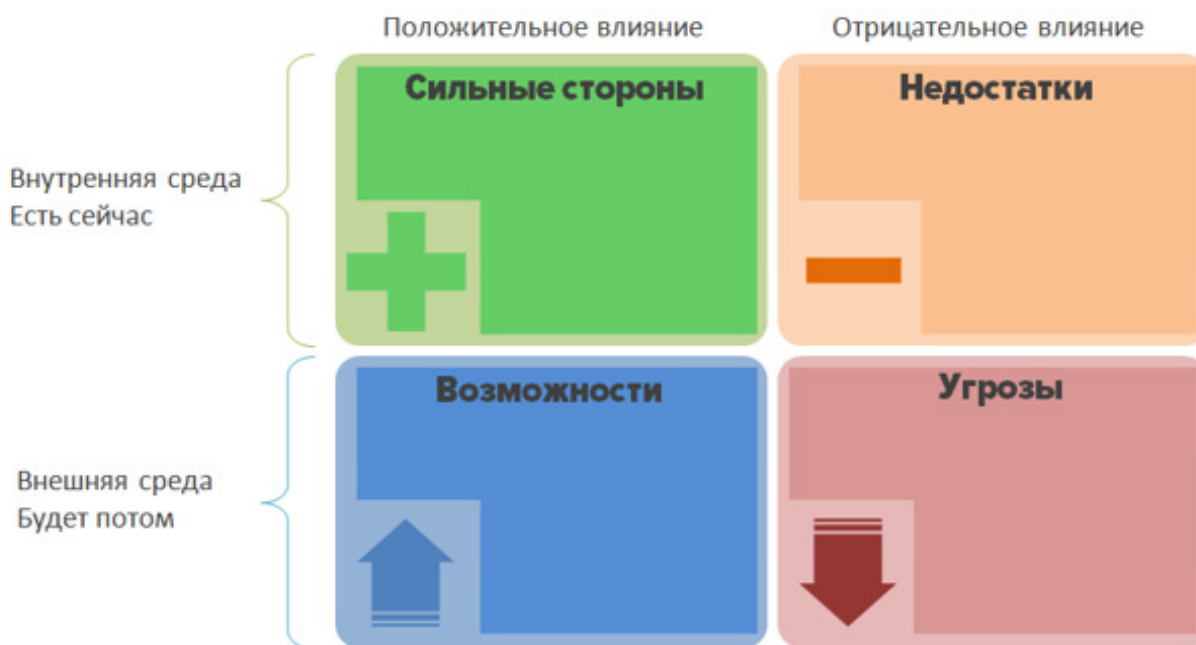 Положительное влияние
Отрицательное влияние
Сильные стороны
Недостатки
Внутренняя среда
Есть сейчас
Возможности
Угрозы
Внешняя среда
Будет потом